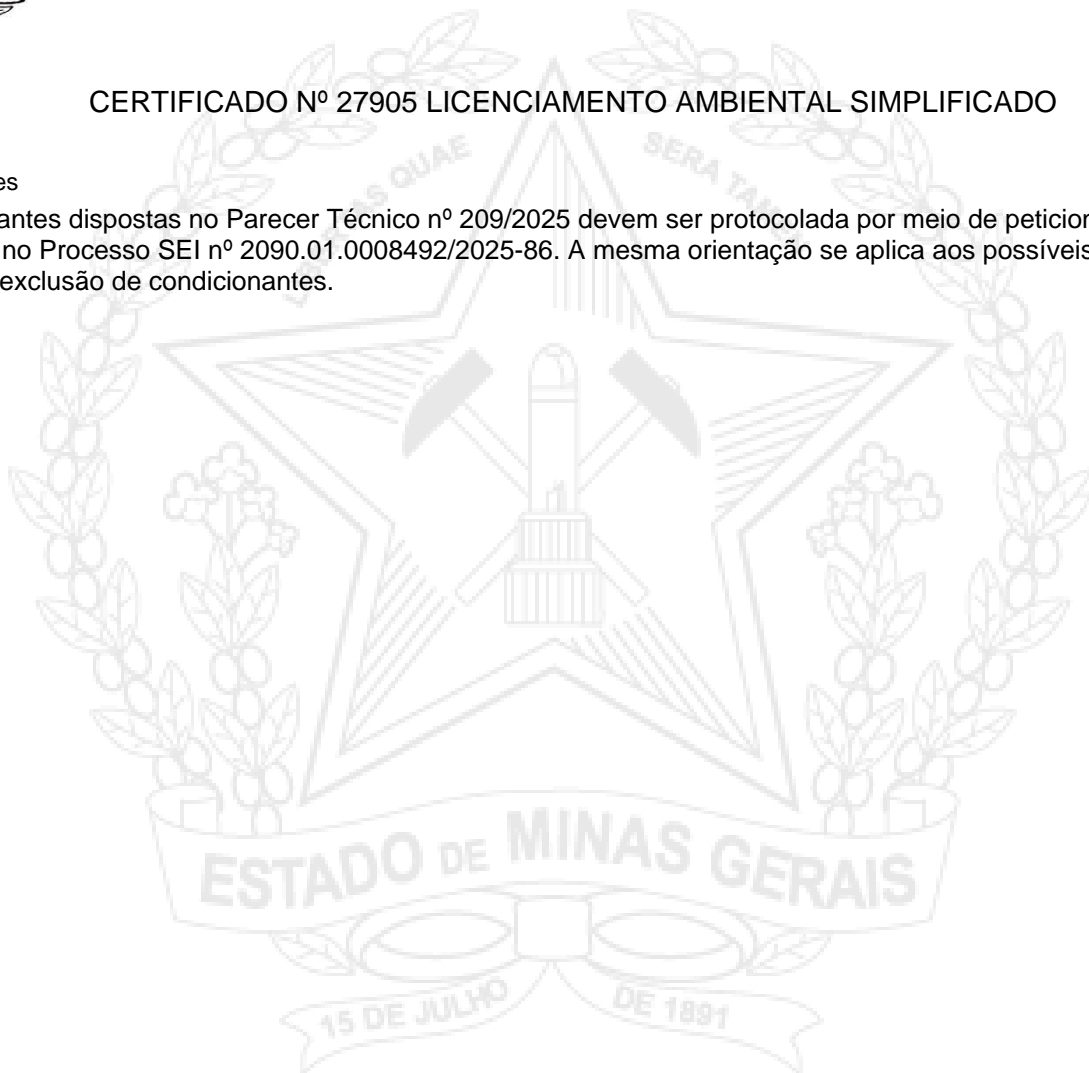 CERTIFICADO Nº 27905 LICENCIAMENTO AMBIENTAL SIMPLIFICADO
es
antes dispostas no Parecer Técnico nº 209/2025 devem ser protocolada por meio de peticion
no Processo SEI nº 2090.01.0008492/2025-86. A mesma orientação se aplica aos possíveis
exclusão de condicionantes.
QUAE SERA
ESTADO DE MINAS GERAIS
15 DE JULHO DE 1891